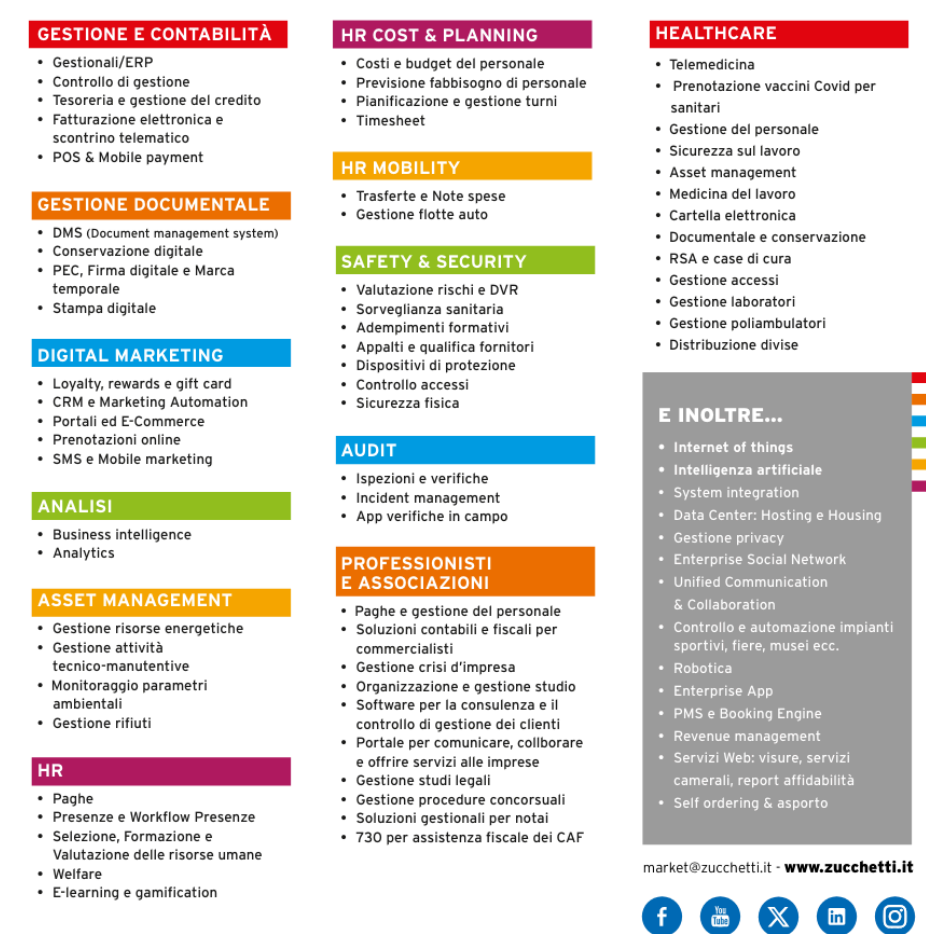 GESTIONE E CONTABILITÀ
• Gestionali/ERP
• Controllo di gestione
• Tesoreria e gestione del credito
• Fatturazione elettronica e
scontrino telematico
• POS & Mobile payment
GESTIONE DOCUMENTALE
• DMS (Document management system)
• Conservazione digitale
• PEC, Firma digitale e Marca
temporale
• Stampa digitale
DIGITAL MARKETING
• Loyalty, rewards e gift card
• CRM e Marketing Automation
• Portali ed E-Commerce
• Prenotazioni online
• SMS e Mobile marketing
ANALISI
• Business intelligence
• Analytics
ASSET MANAGEMENT
• Gestione risorse energetiche
• Gestione attività
tecnico-manutentive
• Monitoraggio parametri
ambientali
• Gestione rifiuti
HR
• Paghe
• Presenze e Workflow Presenze
• Selezione, Formazione e
Valutazione delle risorse umane
• Welfare
• E-learning e gamification
HR COST & PLANNING
• Costi e budget del personale
• Previsione fabbisogno di personale
• Pianificazione e gestione turni
• Timesheet
HR MOBILITY
• Trasferte e Note spese
• Gestione flotte auto
SAFETY & SECURITY
• Valutazione rischi e DVR
• Sorveglianza sanitaria
• Adempimenti formativi
• Appalti e qualifica fornitori
• Dispositivi di protezione
• Controllo accessi
• Sicurezza fisica
AUDIT
• Ispezioni e verifiche
• Incident management
• App verifiche in campo
PROFESSIONISTI
E ASSOCIAZIONI
• Paghe e gestione del personale
• Soluzioni contabili e fiscali per
commercialisti
• Gestione crisi d'impresa
• Organizzazione e gestione studio
• Software per la consulenza e il
controllo di gestione dei clienti
• Portale per comunicare, collborare
e offrire servizi alle imprese
• Gestione studi legali
• Gestione procedure concorsuali
• Soluzioni gestionali per notai
• 730 per assistenza fiscale dei CAF
HEALTHCARE
• Telemedicina
• Prenotazione vaccini Covid per
sanitari
• Gestione del personale
• Sicurezza sul lavoro
• Asset management
• Medicina del lavoro
• Cartella elettronica
• Documentale e conservazione
• RSA e case di cura
• Gestione accessi
• Gestione laboratori
• Gestione poliambulatori
• Distribuzione divise
E INOLTRE...
• Internet of things
• Intelligenza artificiale
• System integration
• Data Center: Hosting e Housing
• Gestione privacy
• Enterprise Social Network
• Unified Communication
& Collaboration
• Controllo e automazione impianti
sportivi, fiere, musei ecc.
• Robotica
• Enterprise App
• PMS e Booking Engine
• Revenue management
• Servizi Web: visure, servizi
camerali, report affidabilità
• Self ordering & asporto
market@zucchetti.it - www.zucchetti.it
f
You
Tube
X
in